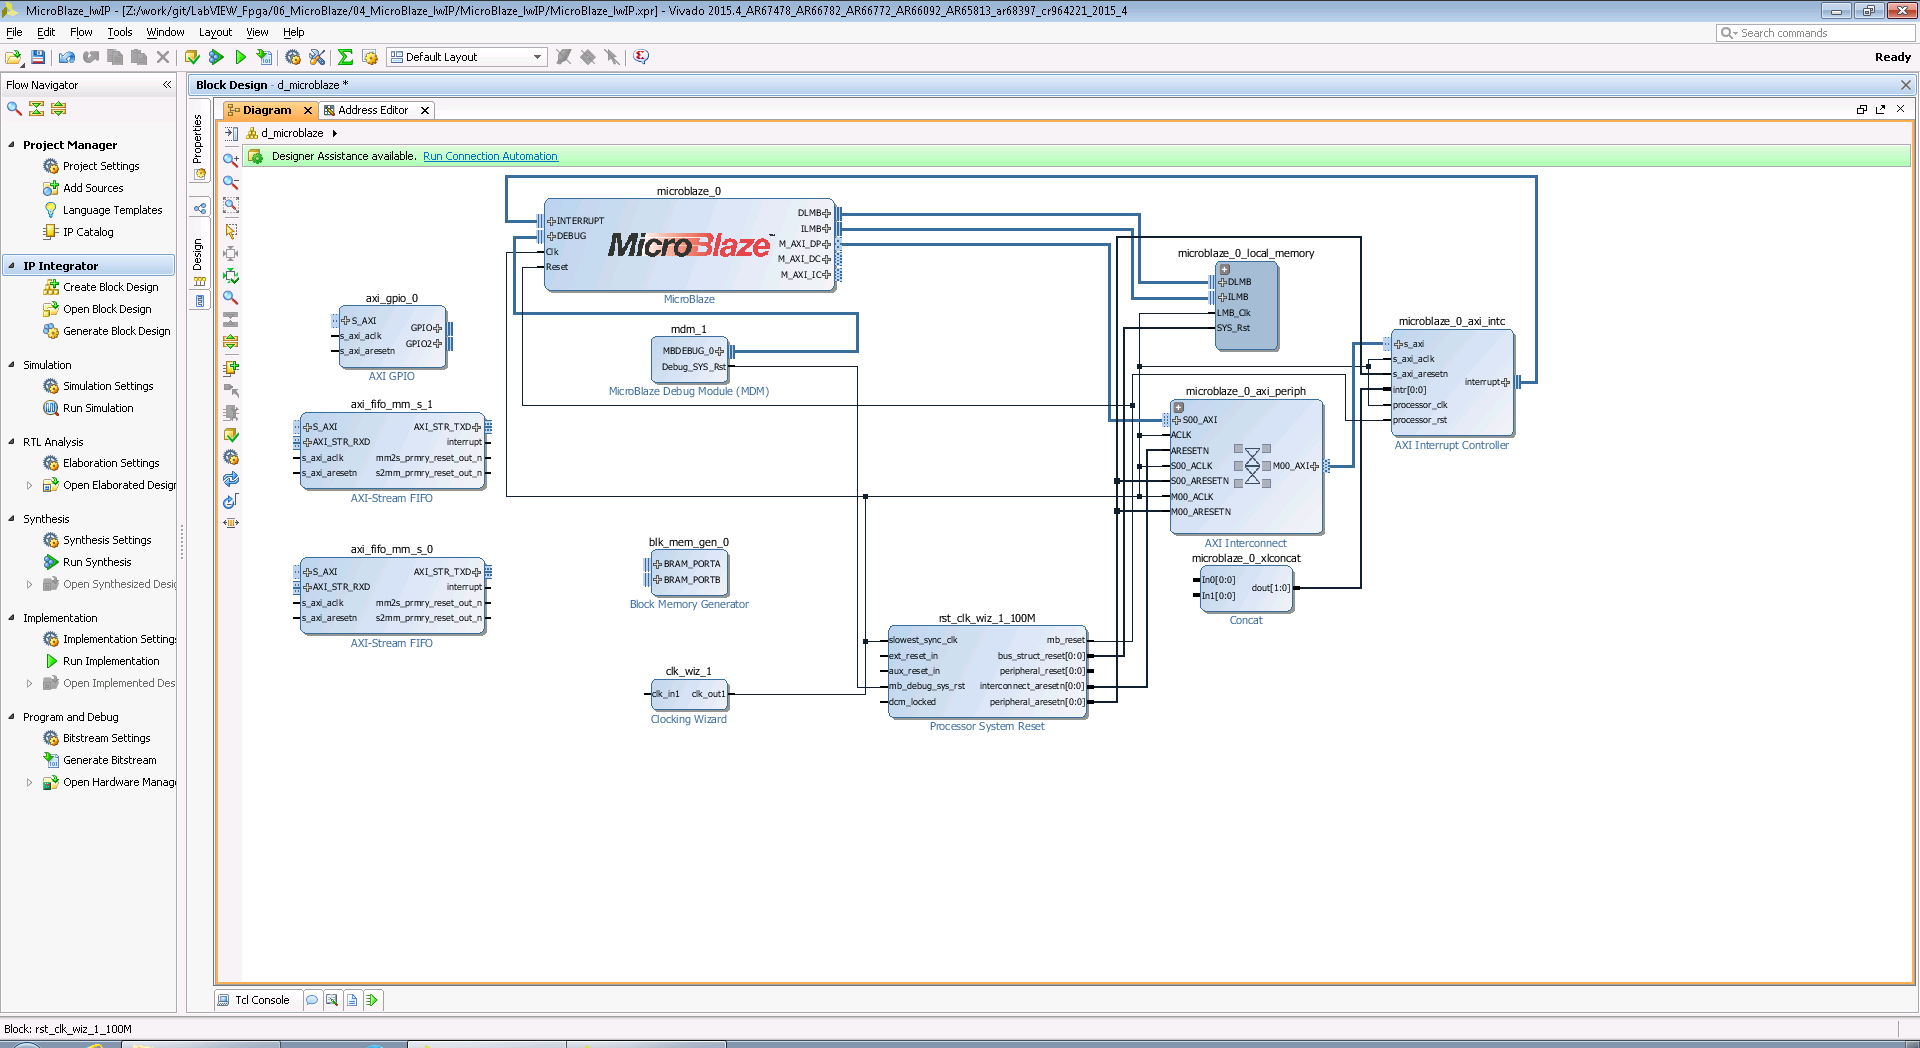 MicroBlaze_lwIP - [Z:/work/git/LabVIEW_Fpga/06_MicroBlaze/04_MicroBlaze_lwIP/MicroBlaze_lwIP/MicroBlaze_lwIP.xpr] - Vivado 2015.4_AR67478_AR66782_AR66772_AR66092_AR65813_ar68397_cr964221_2015_4
File Edit Flow Tools Window Layout View Help
Search commands
Default Layout
Ready
Flow Navigator
Project Manager
Project Settings
Add Sources
Language Templates
IP Catalog
IP Integrator
Create Block Design
Open Block Design
Generate Block Design
Simulation
Simulation Settings
Run Simulation
RTL Analysis
Elaboration Settings
Open Elaborated Desigr
Synthesis
Synthesis Settings
Run Synthesis
Open Synthesized Desi
Implementation
Implementation Settings
Run Implementation
Open Implemented Des
Program and Debug
Bitstream Settings
Generate Bitstream
Open Hardware Manag
Block Design - d_microblaze *
Properties
Design
Diagram
Address Editor
d_microblaze
Designer Assistance available. Run Connection Automation
microblaze_0
INTERRUPT
DEBUG
Clk
Reset
MicroBlaze
DLMB
ILMB
M_AXI_DP
M_AXI_DC
M_AXI_IC
MicroBlaze
axi_gpio_0
S_AXI
s_axi_aclk
s_axi_aresetn
GPIO
GPIO2
AXI GPIO
mdm_1
MBDEBUG_0
Debug_SYS_Rst
MicroBlaze Debug Module (MDM)
axi_fifo_mm_s_1
S_AXI
AXI_STR_RXD
s_axi_aclk
s_axi_aresetn
AXI_STR_TXD
interrupt
mm2s_prmry_reset_out_n
s2mm_prmry_reset_out_n
AXI-Stream FIFO
axi_fifo_mm_s_0
S_AXI
AXI_STR_RXD
s_axi_aclk
s_axi_aresetn
AXI_STR_TXD
interrupt
mm2s_prmry_reset_out_n
s2mm_prmry_reset_out_n
AXI-Stream FIFO
blk_mem_gen_0
BRAM_PORTA
BRAM_PORTB
Block Memory Generator
clk_wiz_1
clk_in1
clk_out1
Clocking Wizard
rst_clk_wiz_1_100M
slowest_sync_clk
ext_reset_in
aux_reset_in
mb_debug_sys_rst
dcm_locked
mb_reset
bus_struct_reset[0:0]
peripheral_reset[0:0]
interconnect_aresetn[0:0]
peripheral_aresetn[0:0]
Processor System Reset
microblaze_0_local_memory
DLMB
ILMB
LMB_Clk
SYS_Rst
microblaze_0_axi_periph
S00_AXI
ACLK
ARESETN
S00_ACLK
S00_ARESETN
M00_ACLK
M00_ARESETN
M00_AXI
AXI Interconnect
microblaze_0_xlconcat
In0[0:0]
In1[0:0]
dout[1:0]
Concat
microblaze_0_axi_intc
s_axi
s_axi_aclk
s_axi_aresetn
intr[0:0]
processor_clk
processor_rst
interrupt
AXI Interrupt Controller
Tcl Console
Block: rst_clk_wiz_1_100M